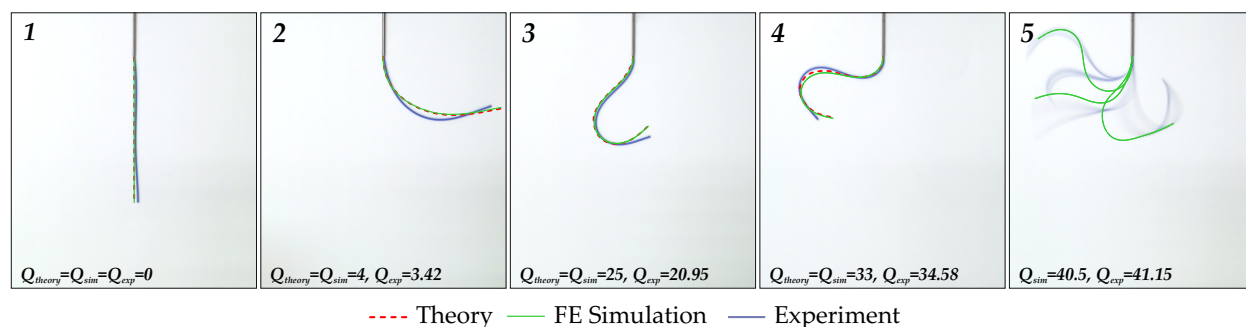 1
2
3
4
5
Q_theory=Q_sim=Q_exp=0
Q_theory=Q_sim=4, Q_exp=3.42
Q_theory=Q_sim=25, Q_exp=20.95
Q_theory=Q_sim=33, Q_exp=34.58
Q_sim=40.5, Q_exp=41.15
Theory
FE Simulation
Experiment